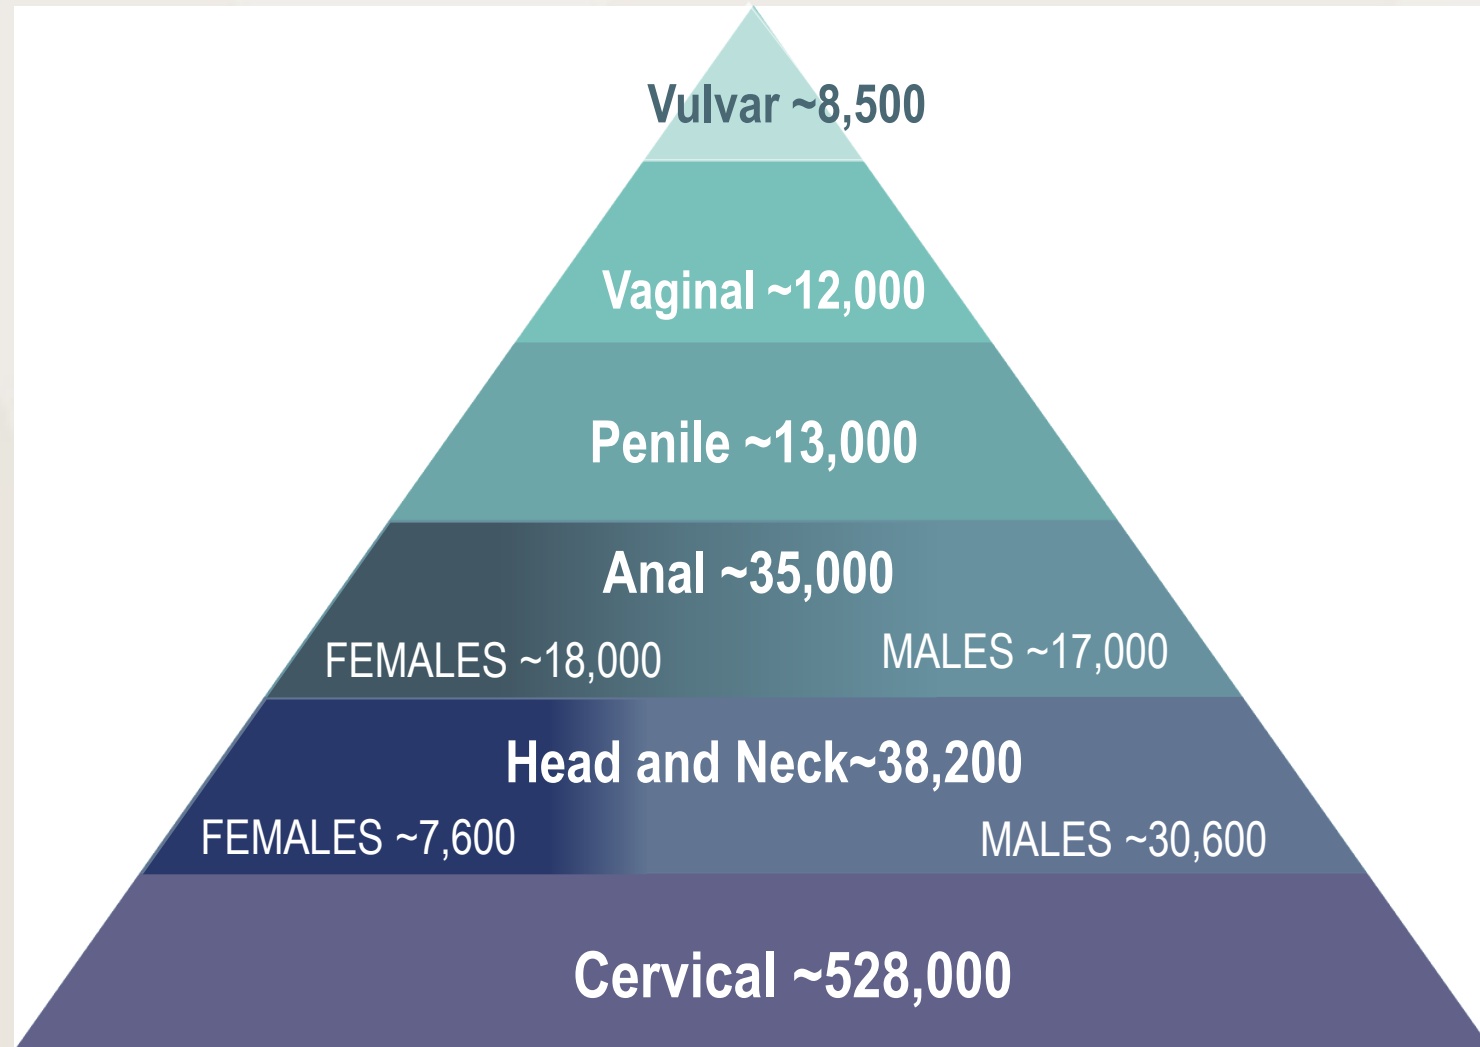 Vulvar ~8,500
Vaginal ~12,000
Penile ~13,000
Anal ~35,000
FEMALES ~18,000
MALES ~17,000
Head and Neck~38,200
FEMALES ~7,600
MALES ~30,600
Cervical ~528,000